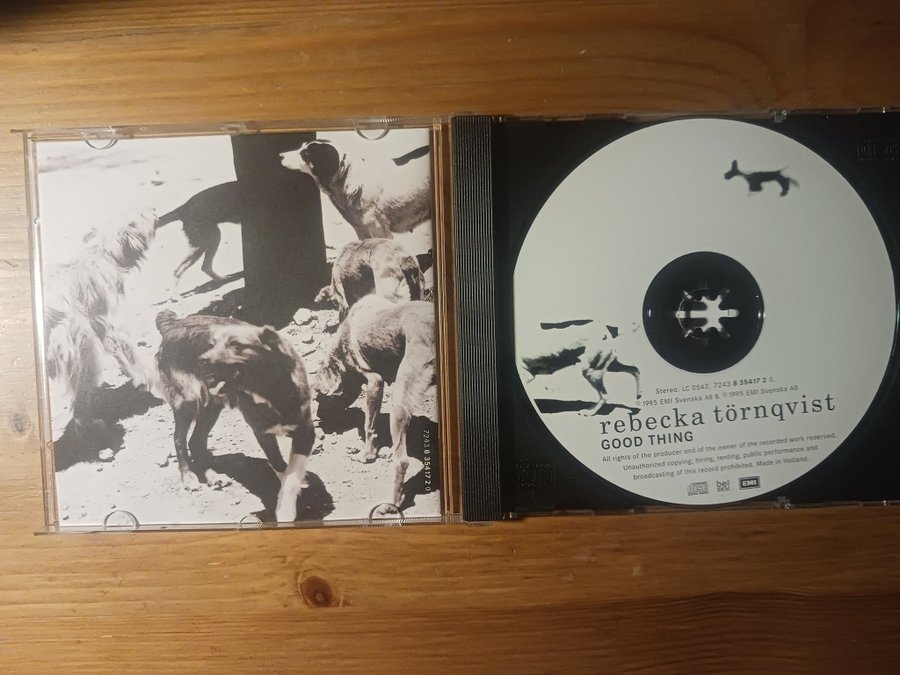 7243 8 35417 2 0
Stereo. LC 0542. 7243 8 35417 2 0.
℗ 1995 EMI Svenska AB & © 1995 EMI Svenska AB
rebecka törnqvist
GOOD THING
All rights of the producer and of the owner of the recorded work reserved.
Unauthorized copying, hiring, renting, public performance and
broadcasting of this record prohibited. Made in Holland.
EMI